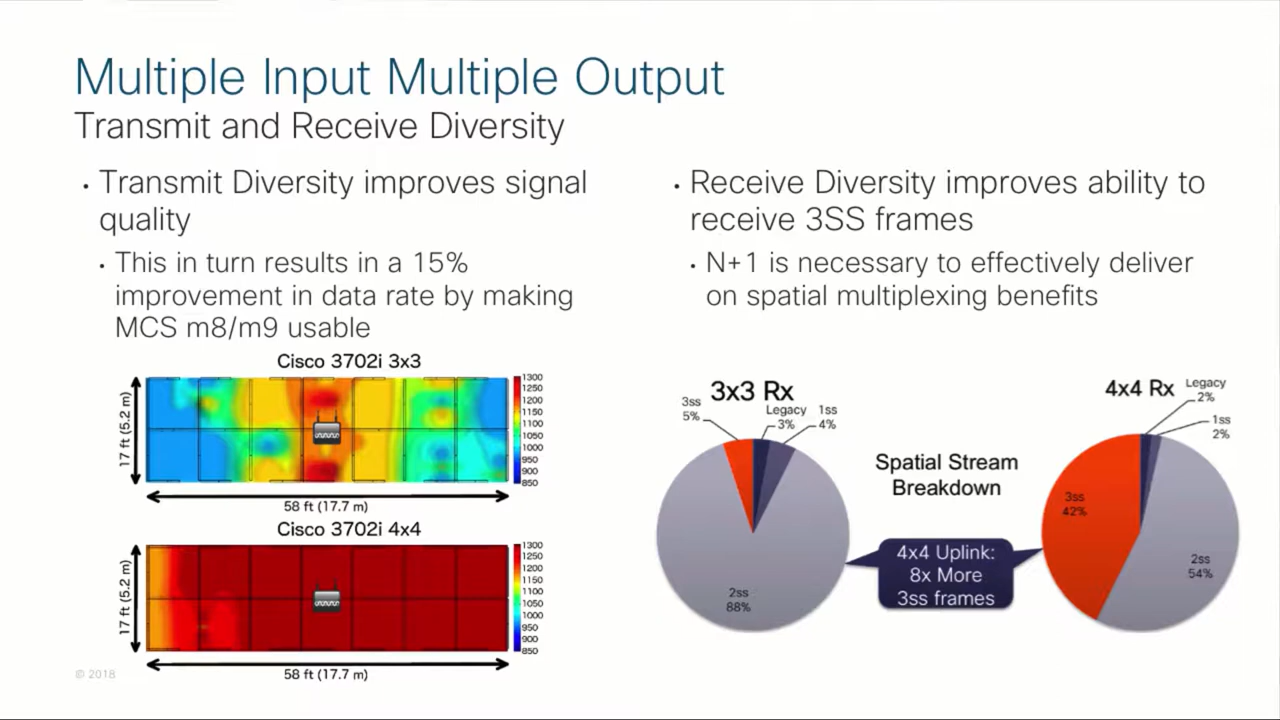 Multiple Input Multiple Output
Transmit and Receive Diversity
• Transmit Diversity improves signal
quality
• This in turn results in a 15%
improvement in data rate by making
MCS m8/m9 usable
Cisco 3702i 3x3
17 ft (5.2 m)
1300
1250
1200
1150
1100
1050
1000
950
900
850
58 ft (17.7 m)
Cisco 3702i 4x4
17 ft (5.2 m)
1300
1250
1200
1150
1100
1050
1000
950
900
850
58 ft (17.7 m)
• Receive Diversity improves ability to
receive 3SS frames
• N+1 is necessary to effectively deliver
on spatial multiplexing benefits
3x3 Rx
3ss
5%
Legacy
3%
1ss
4%
2ss
88%
Spatial Stream
Breakdown
4x4 Uplink:
8x More
3ss frames
4x4 Rx
Legacy
2%
1ss
2%
3ss
42%
2ss
54%
© 2018